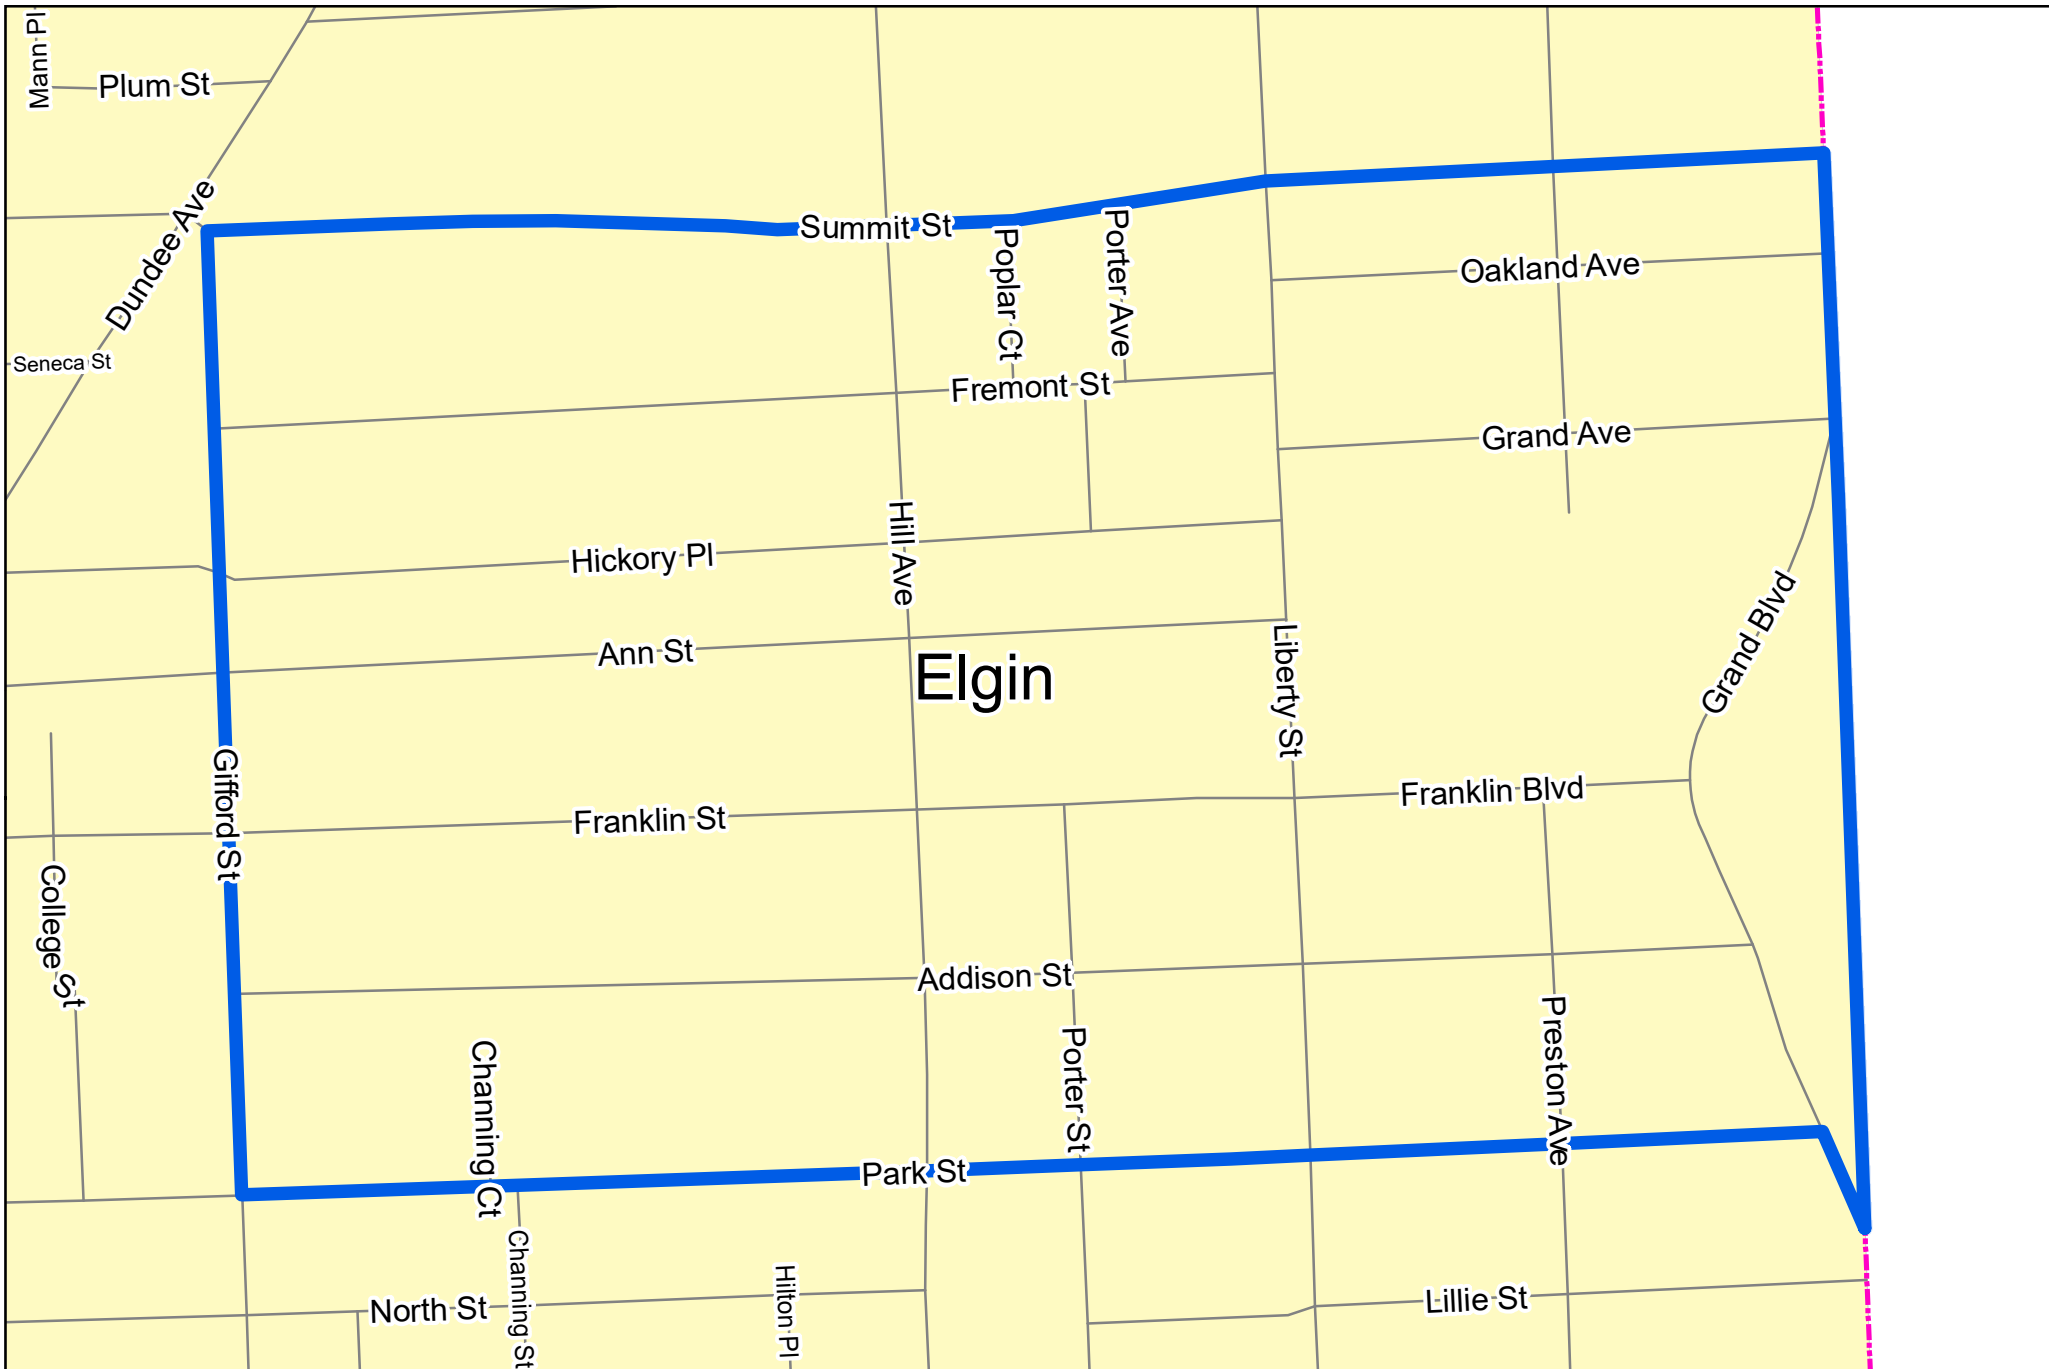 Mann Pl
Plum St
Dundee Ave
Summit St
Poplar Ct
Porter Ave
Oakland Ave
Seneca St
Fremont St
Grand Ave
Hickory Pl
Hill Ave
Ann St
Elgin
Liberty St
Grand Blvd
Gifford St
Franklin St
Franklin Blvd
College St
Addison St
Channing Ct
Porter St
Preston Ave
Park St
Channing St
Hilton Pl
North St
Lillie St